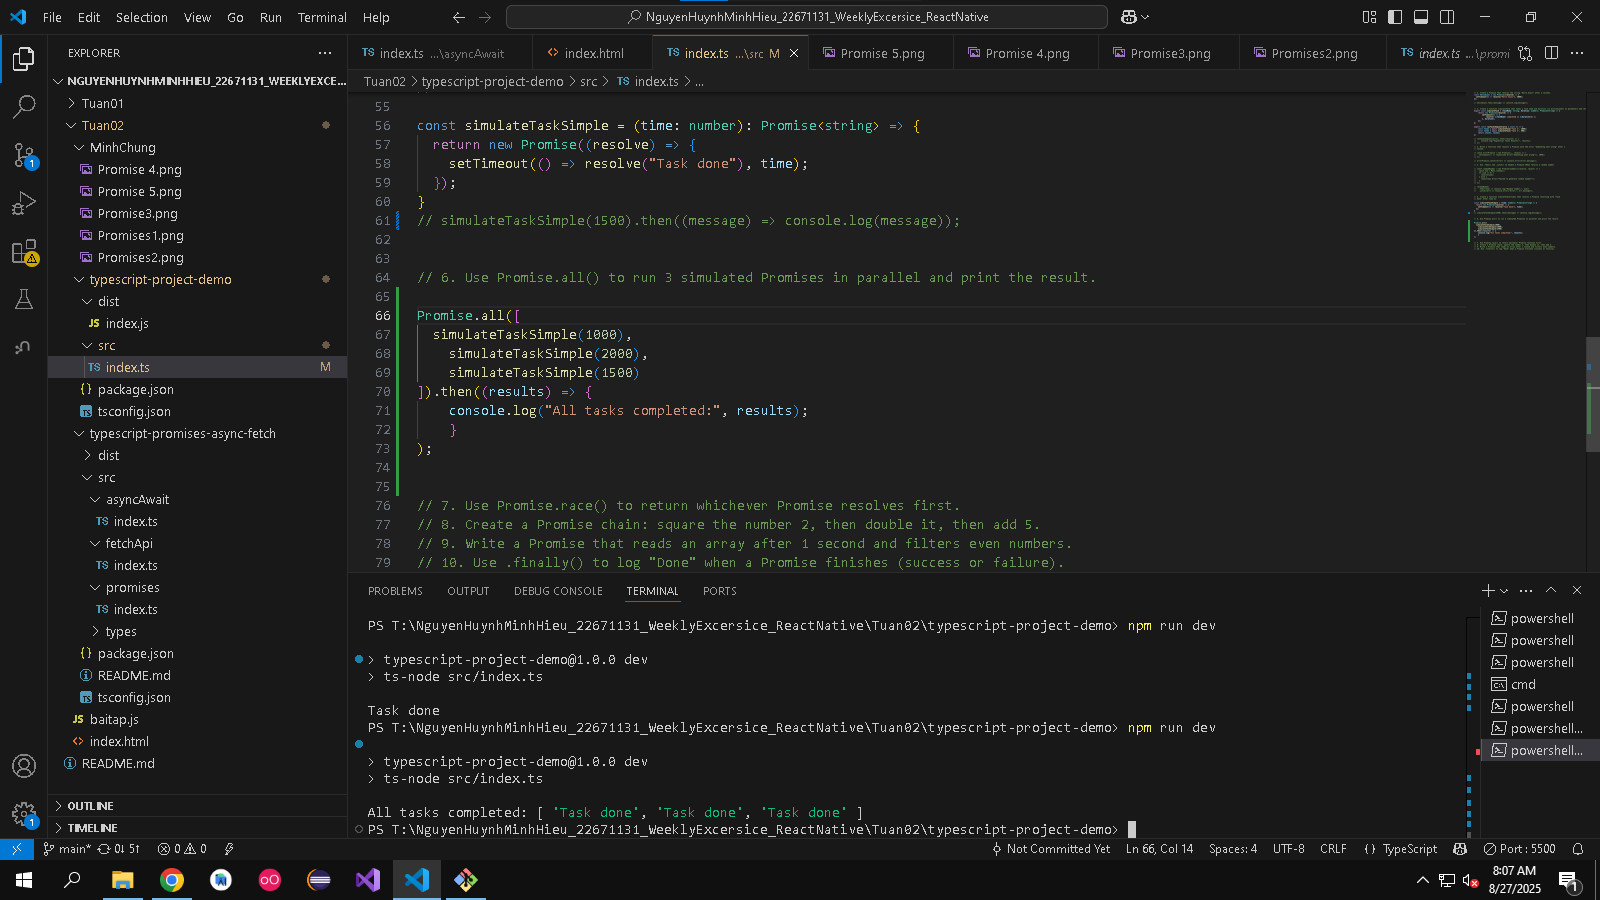 File Edit Selection View Go Run Terminal Help
NguyenHuynhMinhHieu_22671131_WeeklyExcersice_ReactNative
EXPLORER
NGUYENHUYNHMINHHIEU_22671131_WEEKLYEXCE...
Tuan01
Tuan02
MinhChung
Promise 4.png
Promise 5.png
Promise3.png
Promises1.png
Promises2.png
typescript-project-demo
dist
JS index.js
src
TS index.ts M
{} package.json
TS tsconfig.json
typescript-promises-async-fetch
dist
src
asyncAwait
TS index.ts
fetchApi
TS index.ts
promises
TS index.ts
types
{} package.json
README.md
TS tsconfig.json
JS baitap.js
<> index.html
README.md
OUTLINE
TIMELINE
TS index.ts ...\asyncAwait
<> index.html
TS index.ts ...\src M
Promise 5.png
Promise 4.png
Promise3.png
Promises2.png
TS index.ts ...\promi
Tuan02 > typescript-project-demo > src > TS index.ts > ...
55
56 const simulateTaskSimple = (time: number): Promise<string> => {
57 return new Promise((resolve) => {
58 setTimeout(() => resolve("Task done"), time);
59 });
60 }
61 // simulateTaskSimple(1500).then((message) => console.log(message));
62
63
64 // 6. Use Promise.all() to run 3 simulated Promises in parallel and print the result.
65
66 Promise.all([
67 simulateTaskSimple(1000),
68 simulateTaskSimple(2000),
69 simulateTaskSimple(1500)
70 ]).then((results) => {
71 console.log("All tasks completed:", results);
72 }
73 );
74
75
76 // 7. Use Promise.race() to return whichever Promise resolves first.
77 // 8. Create a Promise chain: square the number 2, then double it, then add 5.
78 // 9. Write a Promise that reads an array after 1 second and filters even numbers.
79 // 10. Use .finally() to log "Done" when a Promise finishes (success or failure).
PROBLEMS OUTPUT DEBUG CONSOLE TERMINAL PORTS
PS T:\NguyenHuynhMinhHieu_22671131_WeeklyExcersice_ReactNative\Tuan02\typescript-project-demo> npm run dev
> typescript-project-demo@1.0.0 dev
> ts-node src/index.ts
Task done
PS T:\NguyenHuynhMinhHieu_22671131_WeeklyExcersice_ReactNative\Tuan02\typescript-project-demo> npm run dev
> typescript-project-demo@1.0.0 dev
> ts-node src/index.ts
All tasks completed: [ 'Task done', 'Task done', 'Task done' ]
PS T:\NguyenHuynhMinhHieu_22671131_WeeklyExcersice_ReactNative\Tuan02\typescript-project-demo>
powershell
powershell
powershell
cmd
powershell
powershell...
powershell...
main* 0↓ 5↑ 0 0
Not Committed Yet Ln 66, Col 14 Spaces: 4 UTF-8 CRLF {} TypeScript Port : 5500
8:07 AM
8/27/2025